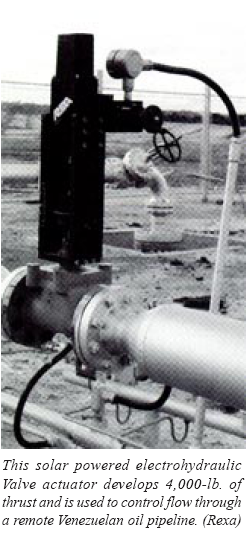 REXA
This solar powered electrohydraulic
Valve actuator develops 4,000-lb. of
thrust and is used to control flow through
a remote Venezuelan oil pipeline. (Rexa)